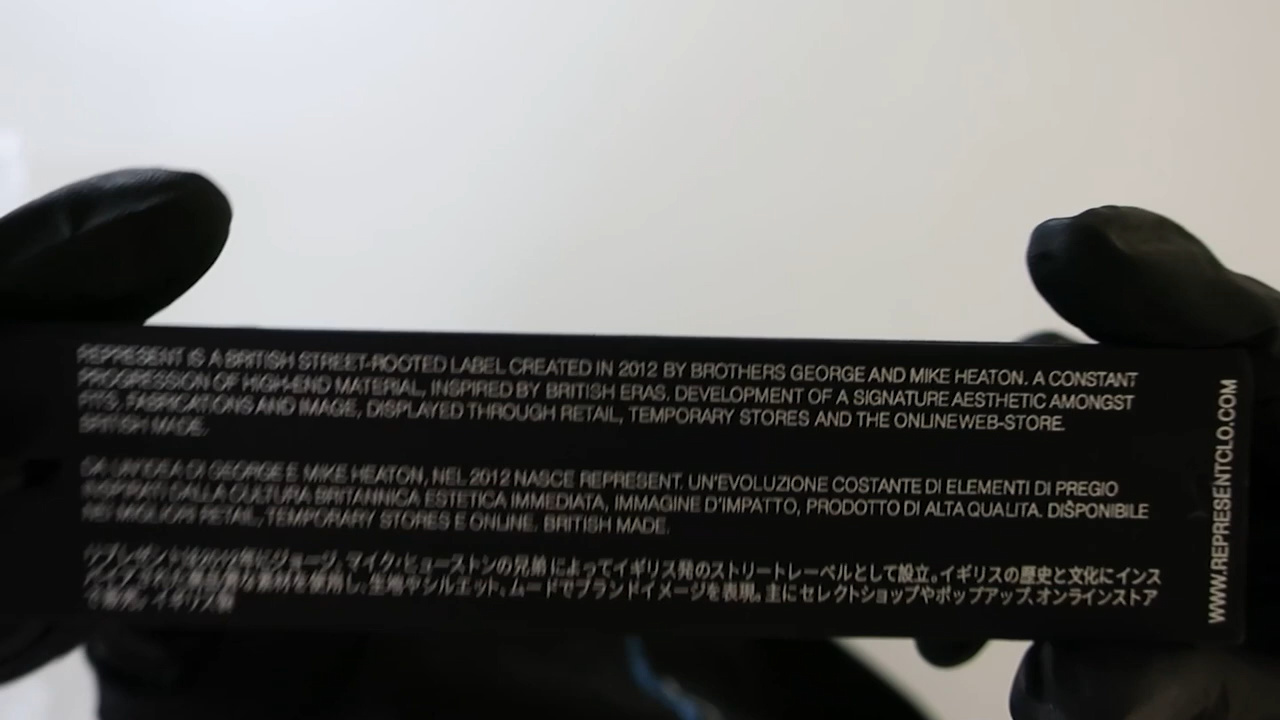 REPRESENT IS A BRITISH STREET-ROOTED LABEL CREATED IN 2012 BY BROTHERS GEORGE AND MIKE HEATON. A CONSTANT
PROGRESSION OF HIGH-END MATERIAL, INSPIRED BY BRITISH ERAS, DEVELOPMENT OF A SIGNATURE AESTHETIC AMONGST
FITS, FABRICATIONS AND IMAGE, DISPLAYED THROUGH RETAIL, TEMPORARY STORES AND THE ONLINEWEB-STORE.
BRITISH MADE.
DA L'IDEA DI GEORGE E MIKE HEATON, NEL 2012 NASCE REPRESENT. UN'EVOLUZIONE COSTANTE DI ELEMENTI DI PREGIO
INSPIRATI DALLA CULTURA BRITANNICA ESTETICA IMMEDIATA, IMMAGINE D'IMPATTO, PRODOTTO DI ALTA QUALITA. DISPONIBILE
NEI MIGLIORI RETAIL, TEMPORARY STORES E ONLINE. BRITISH MADE.
ジョージ、マイク・ヒューストンの兄弟によってイギリス発のストリートレーベルとして設立。イギリスの歴史と文化にインス
素材を使用し、生地やシルエット、ムードでブランドイメージを表現。主にセレクトショップやポップアップ、オンラインストア
イギリス製
WWW.REPRESENTCLO.COM